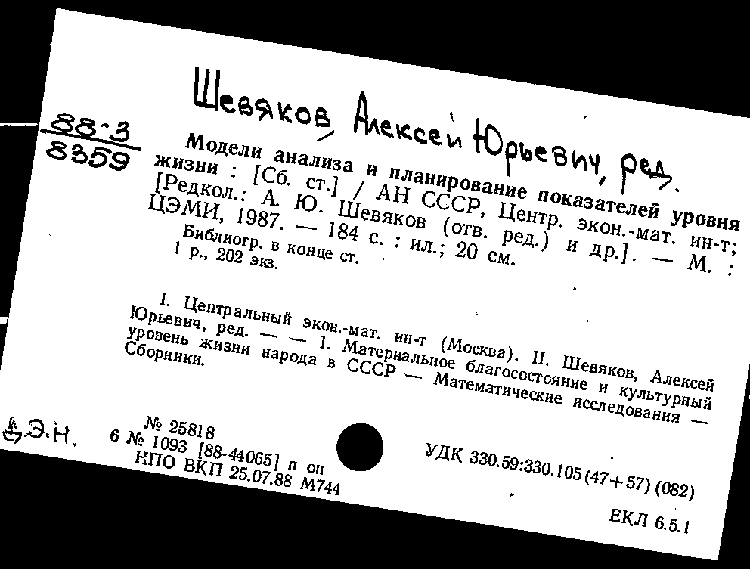 Шевяков, Алексей Юрьевич, ред.
88-3
8359
Модели анализа и планирование показателей уровня
жизни : [Сб. ст.] / АН СССР, Центр. экон.-мат. ин-т;
[Редкол.: А. Ю. Шевяков (отв. ред.) и др.]. — М. :
ЦЭМИ, 1987. — 184 с. : ил.; 20 см.
Библиогр. в конце ст.
1 р., 202 экз.
I. Центральный экон.-мат. ин-т (Москва). II. Шевяков, Алексей
Юрьевич, ред. — — 1. Материальное благосостояние и культурный
уровень жизни народа в СССР — Математические исследования —
Сборники.
Э.Н.
№ 25818
6 № 1093 [88-44065] п оп
НПО ВКП 25.07.88 М744
УДК 330.59:330.105(47+57)(082)
ЕКЛ 6.5.1